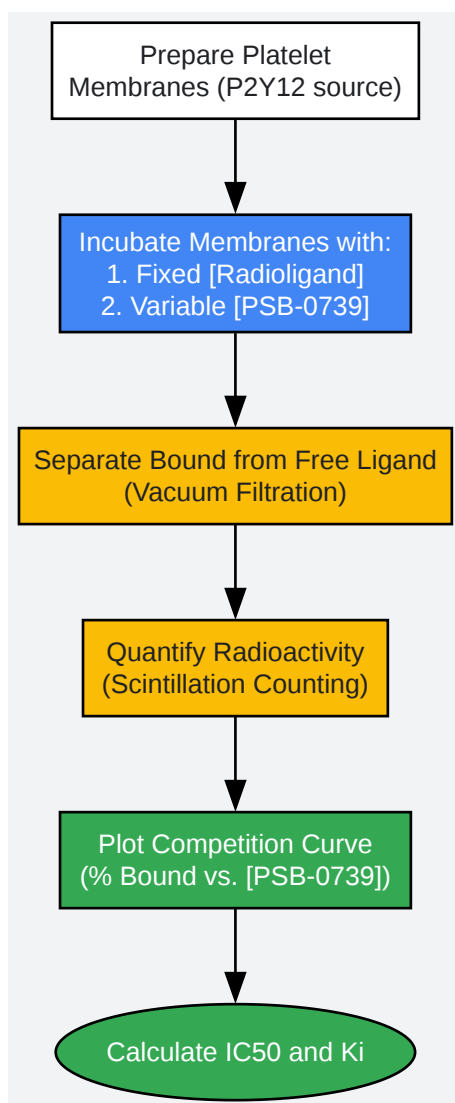 Prepare Platelet
Membranes (P2Y12 source)
Incubate Membranes with:
1. Fixed [Radioligand]
2. Variable [PSB-0739]
Separate Bound from Free Ligand
(Vacuum Filtration)
Quantify Radioactivity
(Scintillation Counting)
Plot Competition Curve
(% Bound vs. [PSB-0739])
Calculate IC50 and Ki